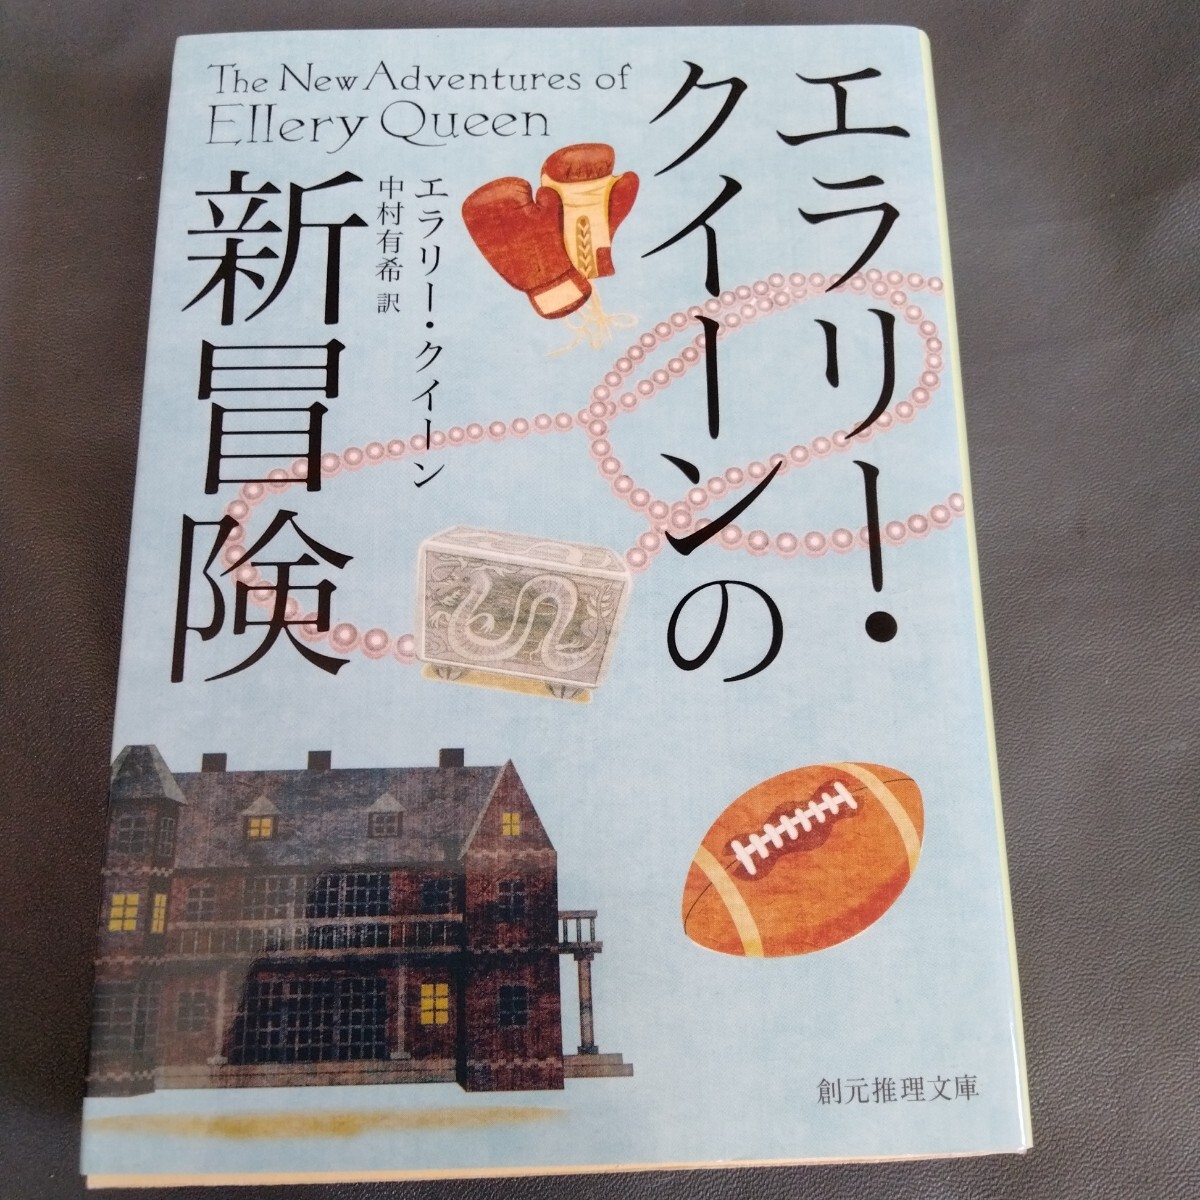 The New Adventures of
Ellery Queen
エラリー・
クイーンの
新冒険
エラリー・クイーン
中村有希 訳
創元推理文庫